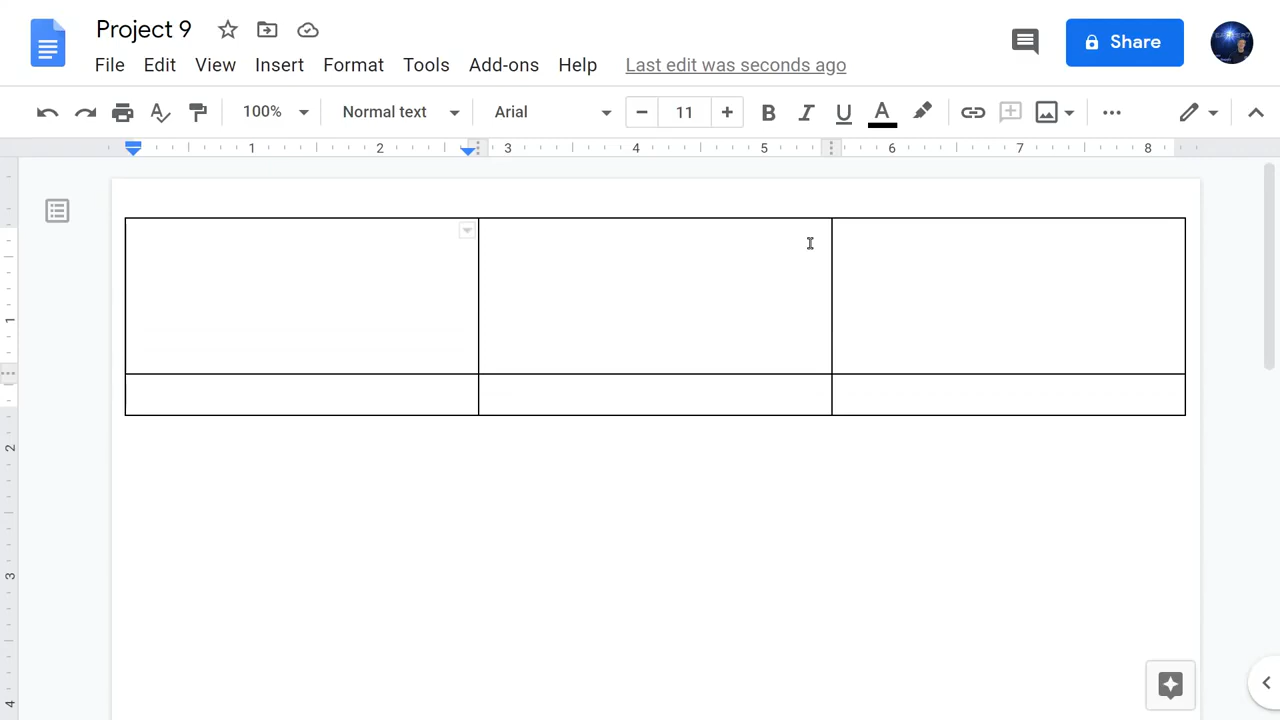 Project 9
File Edit View Insert Format Tools Add-ons Help Last edit was seconds ago
Share
100% Normal text Arial − 11 + B I U A
1 2 3 4 5 6 7 8
1
2
3
4